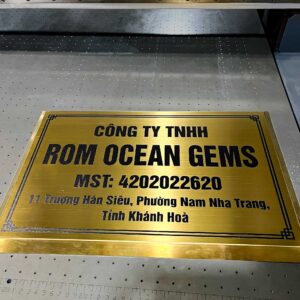 CÔNG TY TNHH
ROM OCEAN GEMS
MST: 4202022620
11 Trương Hán Siêu, Phường Nam Nha Trang,
Tỉnh Khánh Hoà